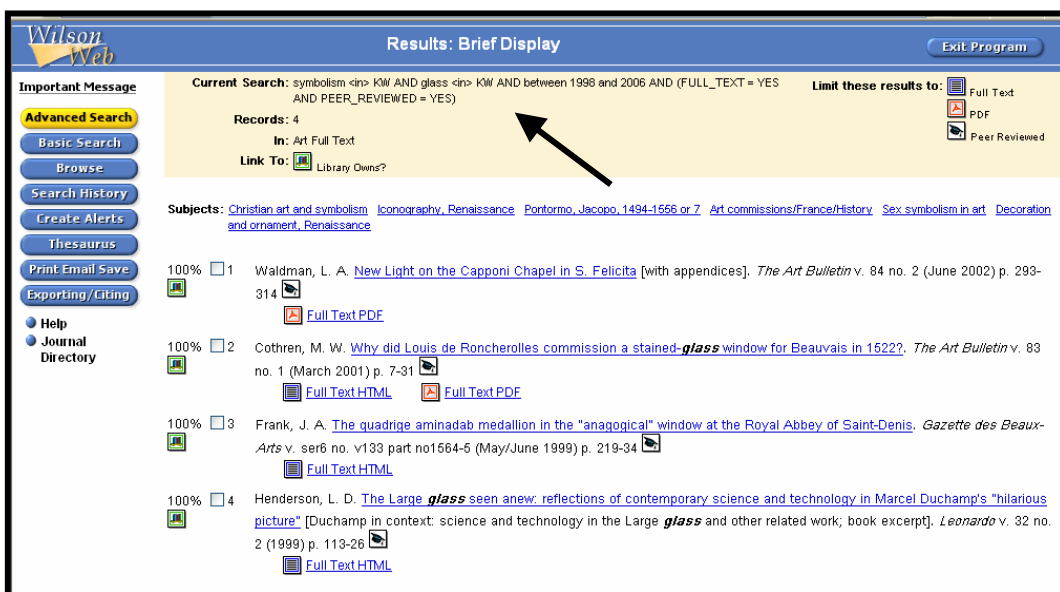 Wilson
Web
Results: Brief Display
Exit Program
Important Message
Advanced Search
Basic Search
Browse
Search History
Create Alerts
Thesaurus
Print Email Save
Exporting/Citing
Help
Journal
Directory
Current Search: symbolism <in> KW AND glass <in> KW AND between 1998 and 2006 AND (FULL_TEXT = YES
AND PEER_REVIEWED = YES)
Records: 4
In: Art Full Text
Link To: Library Owns?
Limit these results to: Full Text
PDF
Peer Reviewed
Subjects: Christian art and symbolism Iconography, Renaissance Pontormo, Jacopo, 1494-1556 or 7 Art commissions/France/History Sex symbolism in art Decoration
and ornament, Renaissance
100% 1 Waldman, L. A. New Light on the Capponi Chapel in S. Felicita [with appendices]. The Art Bulletin v. 84 no. 2 (June 2002) p. 293-
314
Full Text PDF
100% 2 Cothren, M. W. Why did Louis de Roncherolles commission a stained-glass window for Beauvais in 1522?. The Art Bulletin v. 83
no. 1 (March 2001) p. 7-31
Full Text HTML Full Text PDF
100% 3 Frank, J. A. The quadrige aminadab medallion in the "anagogical" window at the Royal Abbey of Saint-Denis. Gazette des Beaux-
Arts v. ser6 no. v133 part no1564-5 (May/June 1999) p. 219-34
Full Text HTML
100% 4 Henderson, L. D. The Large glass seen anew: reflections of contemporary science and technology in Marcel Duchamp's "hilarious
picture" [Duchamp in context: science and technology in the Large glass and other related work; book excerpt]. Leonardo v. 32 no.
2 (1999) p. 113-26
Full Text HTML